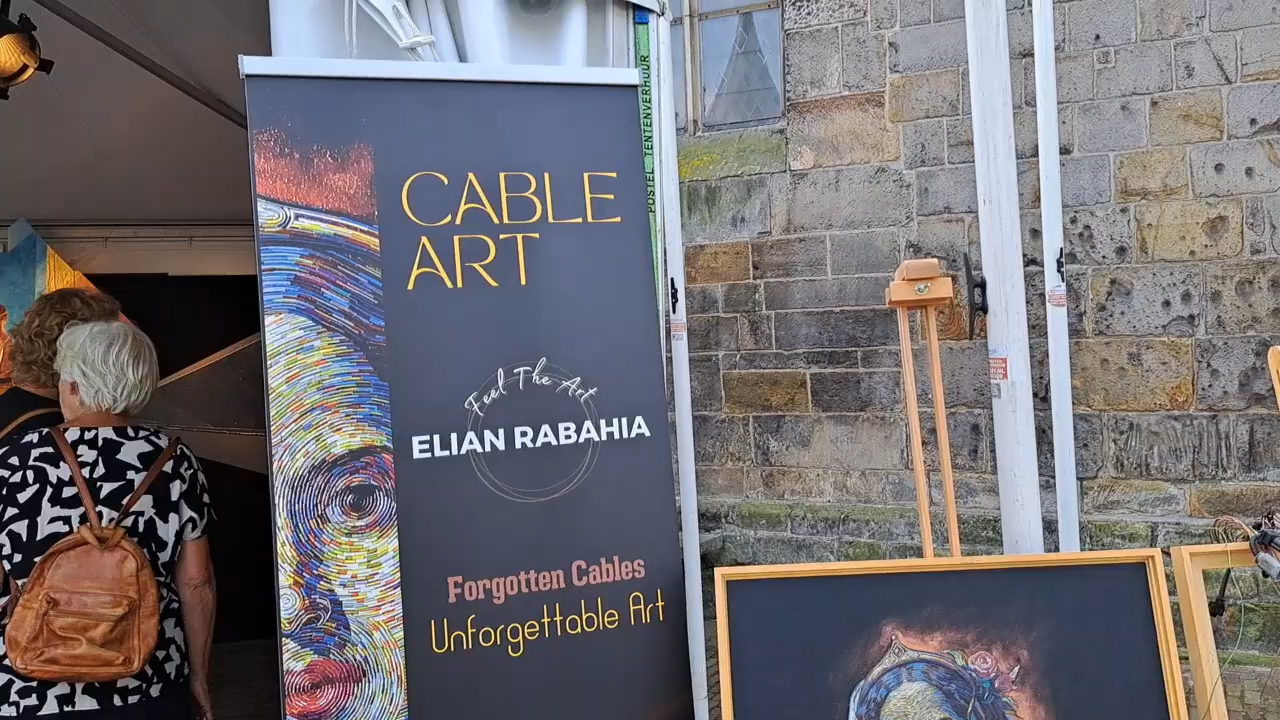 CABLE
ART
Feel The Art
ELIAN RABAHIA
Forgotten Cables
Unforgettable Art
POSTEL TENTENVERHUUR